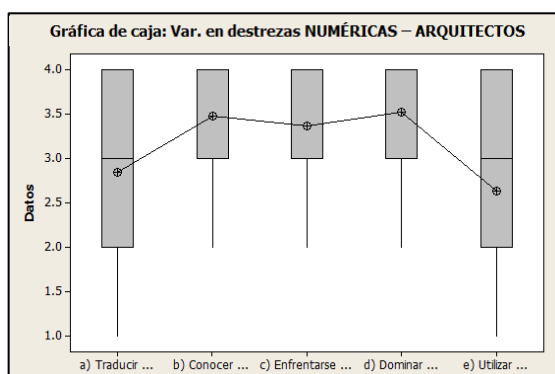 Gráfica de caja: Var. en destrezas NUMÉRICAS – ARQUITECTOS
4.0
3.5
3.0
2.5
2.0
1.5
1.0
Datos
a) Traducir ... b) Conocer ... c) Enfrentarse ... d) Dominar ... e) Utilizar ...